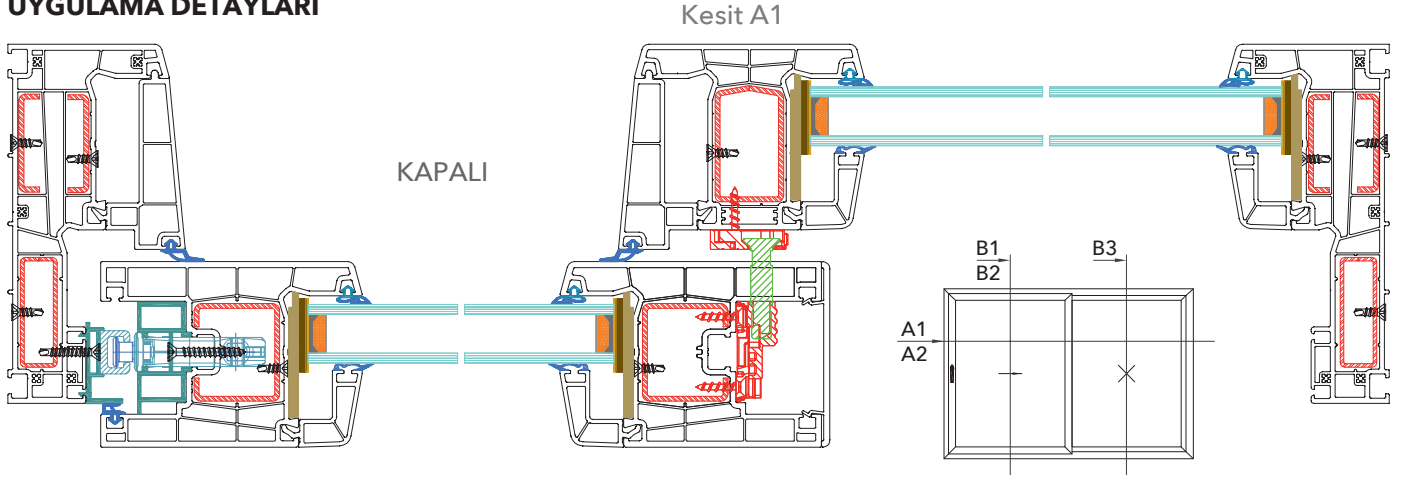 UYGULAMA DETAYLARI
Kesit A1
KAPALI
B1
B2
B3
A1
A2